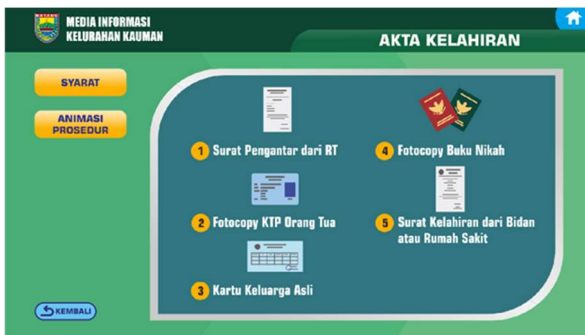 BATANG
MEDIA INFORMASI
KELURAHAN KAUMAN
AKTA KELAHIRAN
SYARAT
ANIMASI
PROSEDUR
1 Surat Pengantar dari RT
2 Fotocopy KTP Orang Tua
3 Kartu Keluarga Asli
4 Fotocopy Buku Nikah
5 Surat Kelahiran dari Bidan
atau Rumah Sakit
KEMBALI